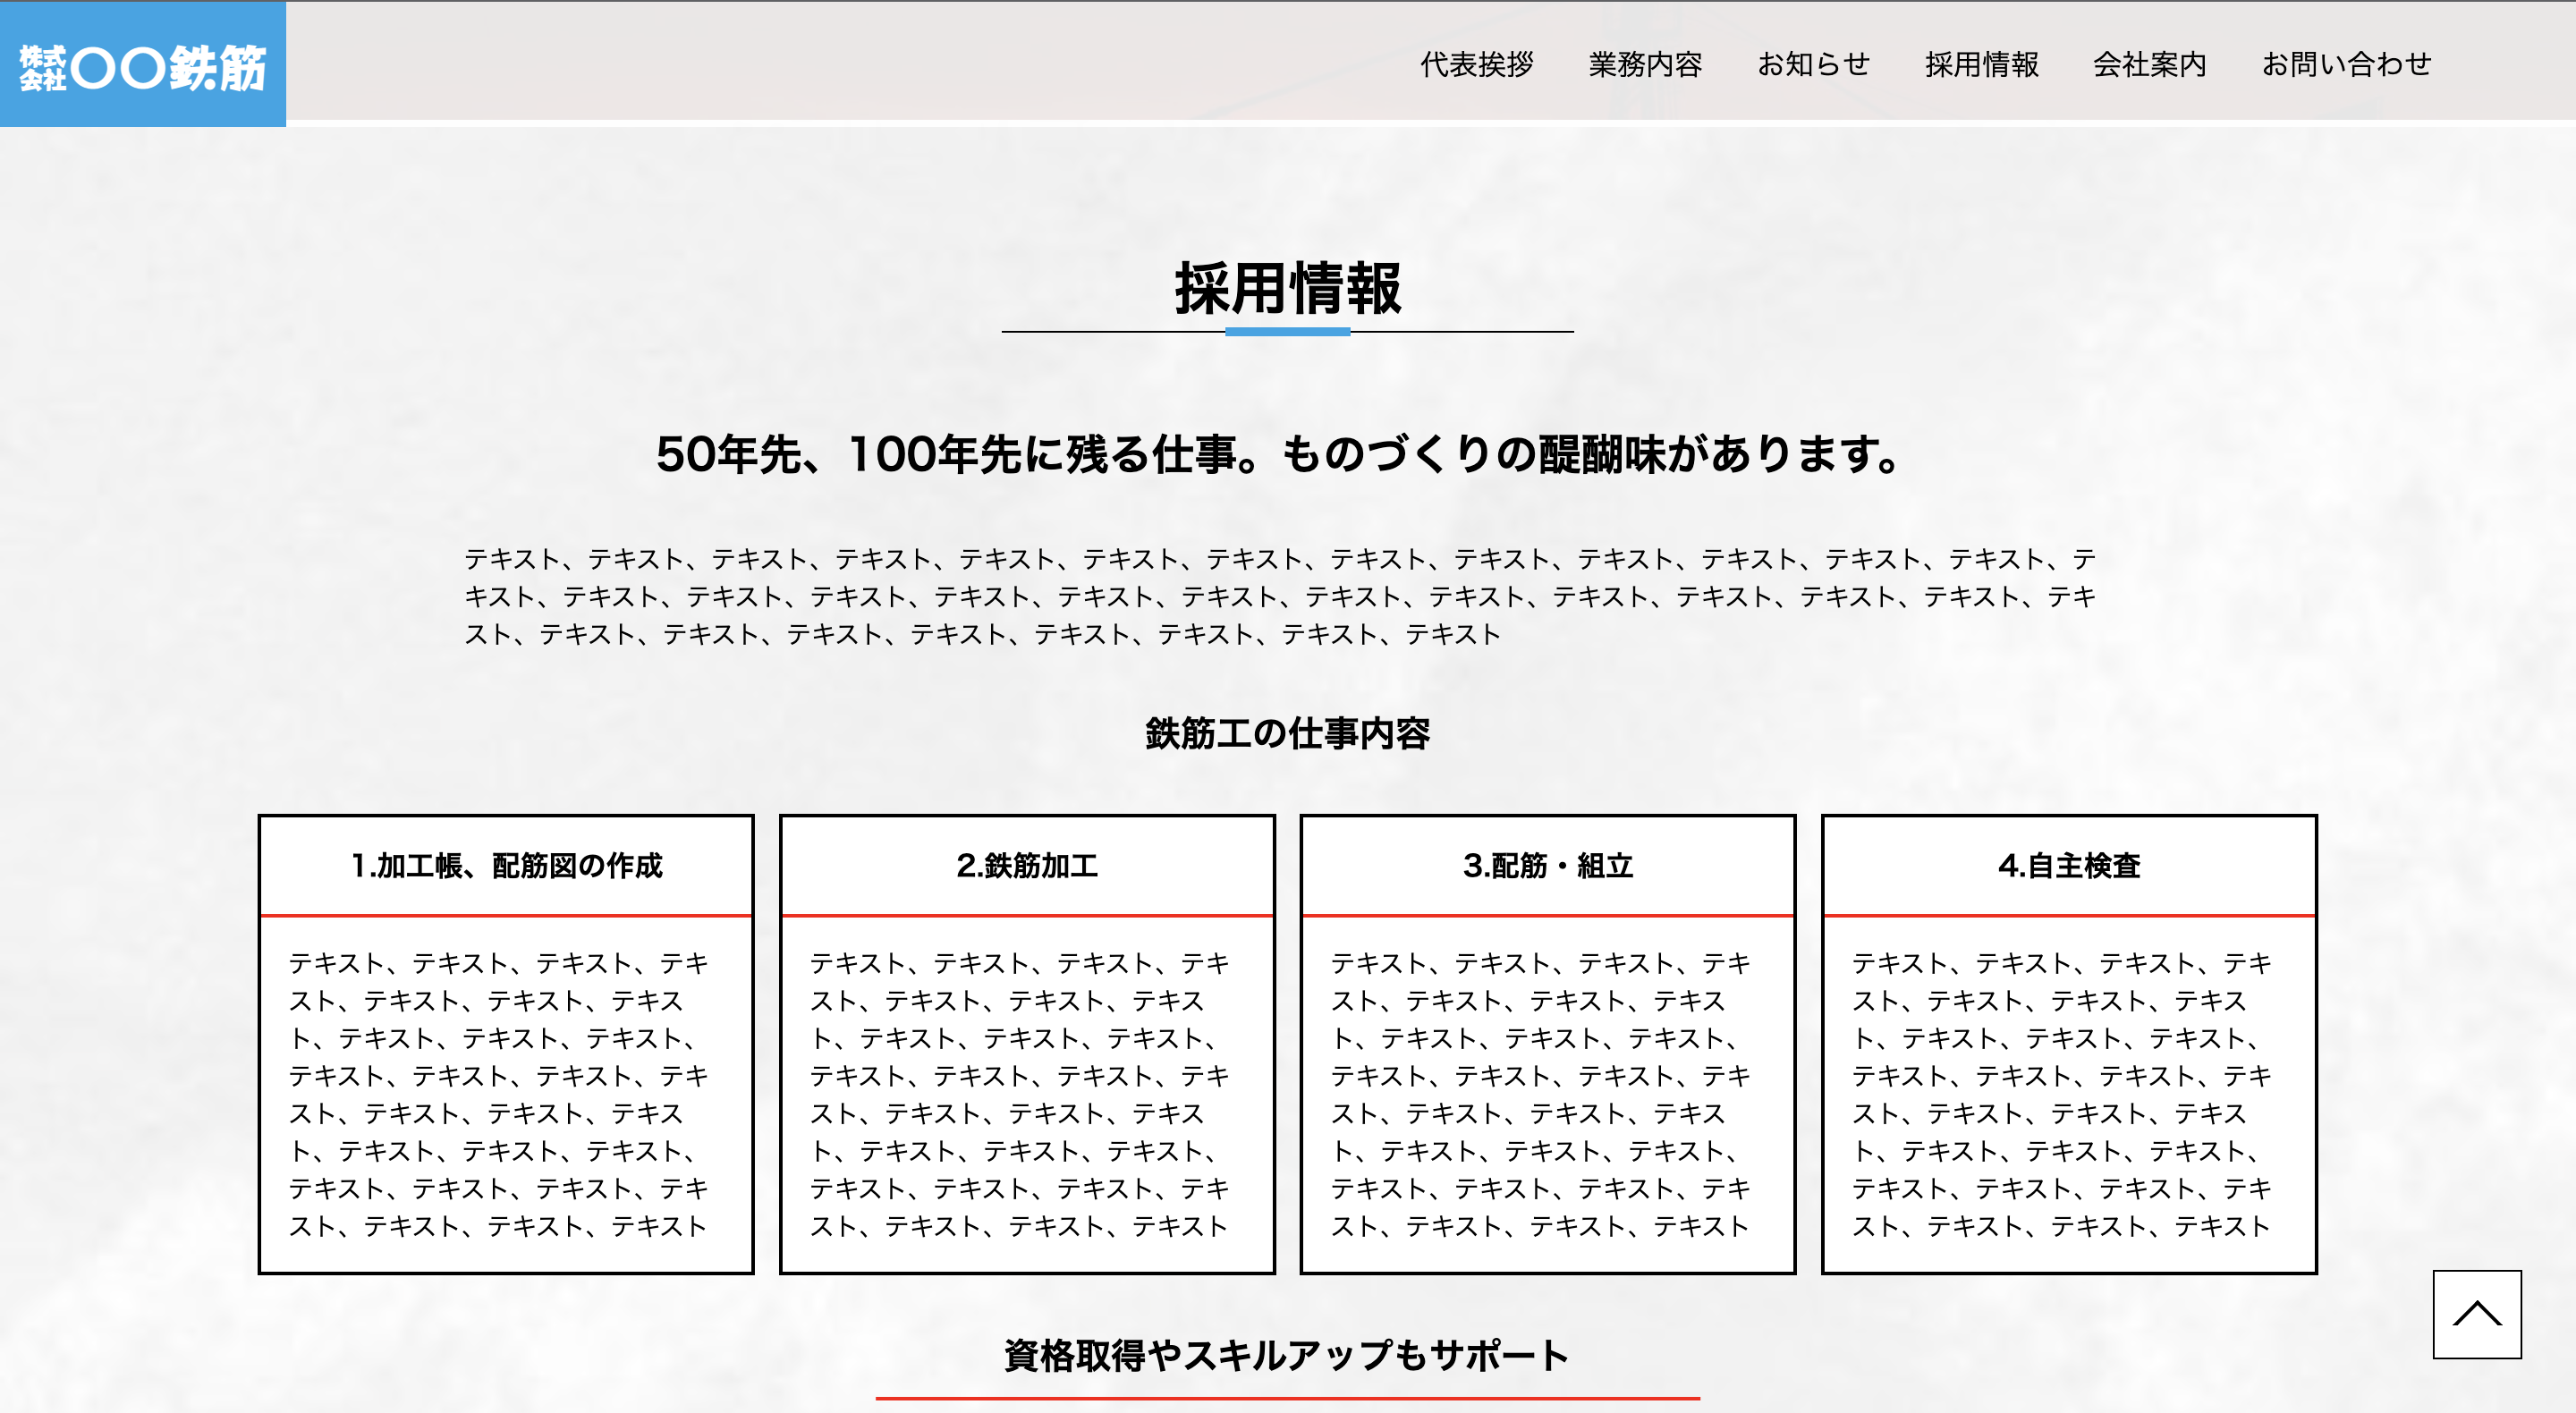 株式会社〇〇鉄筋
代表挨拶 業務内容 お知らせ 採用情報 会社案内 お問い合わせ
採用情報
50年先、100年先に残る仕事。ものづくりの醍醐味があります。
テキスト、テキスト、テキスト、テキスト、テキスト、テキスト、テキスト、テキスト、テキスト、テキスト、テキスト、テキスト、テキスト、テ
キスト、テキスト、テキスト、テキスト、テキスト、テキスト、テキスト、テキスト、テキスト、テキスト、テキスト、テキスト、テキスト、テキ
スト、テキスト、テキスト、テキスト、テキスト、テキスト、テキスト、テキスト、テキスト
鉄筋工の仕事内容
1.加工帳、配筋図の作成
テキスト、テキスト、テキスト、テキ
スト、テキスト、テキスト、テキス
ト、テキスト、テキスト、テキスト、
テキスト、テキスト、テキスト、テキ
スト、テキスト、テキスト、テキス
ト、テキスト、テキスト、テキスト、
テキスト、テキスト、テキスト、テキ
スト、テキスト、テキスト、テキスト
2.鉄筋加工
テキスト、テキスト、テキスト、テキ
スト、テキスト、テキスト、テキス
ト、テキスト、テキスト、テキスト、
テキスト、テキスト、テキスト、テキ
スト、テキスト、テキスト、テキス
ト、テキスト、テキスト、テキスト、
テキスト、テキスト、テキスト、テキ
スト、テキスト、テキスト、テキスト
3.配筋・組立
テキスト、テキスト、テキスト、テキ
スト、テキスト、テキスト、テキス
ト、テキスト、テキスト、テキスト、
テキスト、テキスト、テキスト、テキ
スト、テキスト、テキスト、テキス
ト、テキスト、テキスト、テキスト、
テキスト、テキスト、テキスト、テキ
スト、テキスト、テキスト、テキスト
4.自主検査
テキスト、テキスト、テキスト、テキ
スト、テキスト、テキスト、テキス
ト、テキスト、テキスト、テキスト、
テキスト、テキスト、テキスト、テキ
スト、テキスト、テキスト、テキス
ト、テキスト、テキスト、テキスト、
テキスト、テキスト、テキスト、テキ
スト、テキスト、テキスト、テキスト
資格取得やスキルアップもサポート